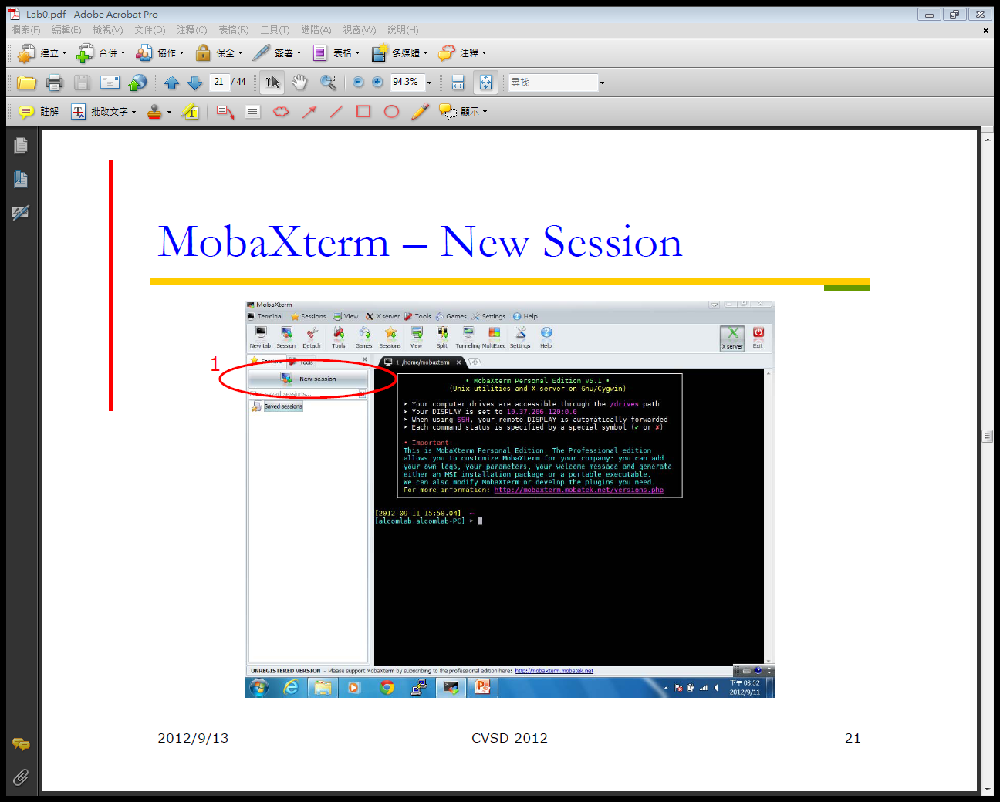 Lab0.pdf - Adobe Acrobat Pro
檔案(F) 編輯(E) 檢視(V) 文件(D) 注釋(C) 表格(R) 工具(T) 進階(A) 視窗(W) 說明(H)
建立 合併 協作 保全 簽署 表格 多媒體 注釋
21 / 44 94.3% 尋找
註解 批改文字 顯示
MobaXterm – New Session
MobaXterm
Terminal Sessions View X server Tools Games Settings Help
New tab Session Detach Tools Games Sessions View Split Tunneling MultiExec Settings Help X server Exit
1
Sessions Tools
1. /home/mobaxterm
New session
saved sessions...
Saved sessions
• MobaXterm Personal Edition v5.1 •
(Unix utilities and X-server on Gnu/Cygwin)
➤ Your computer drives are accessible through the /drives path
➤ Your DISPLAY is set to 10.37.206.120:0.0
➤ When using SSH, your remote DISPLAY is automatically forwarded
➤ Each command status is specified by a special symbol (✔ or ✘)
• Important:
This is MobaXterm Personal Edition. The Professional edition
allows you to customize MobaXterm for your company: you can add
your own logo, your parameters, your welcome message and generate
either an MSI installation package or a portable executable.
We can also modify MobaXterm or develop the plugins you need.
For more information: http://mobaxterm.mobatek.net/versions.php
[2012-09-11 15:50.04] ~
[alcomlab.alcomlab-PC] ➤
UNREGISTERED VERSION - Please support MobaXterm by subscribing to the professional edition here: http://mobaxterm.mobatek.net
下午 03:52
2012/9/11
2012/9/13 CVSD 2012 21